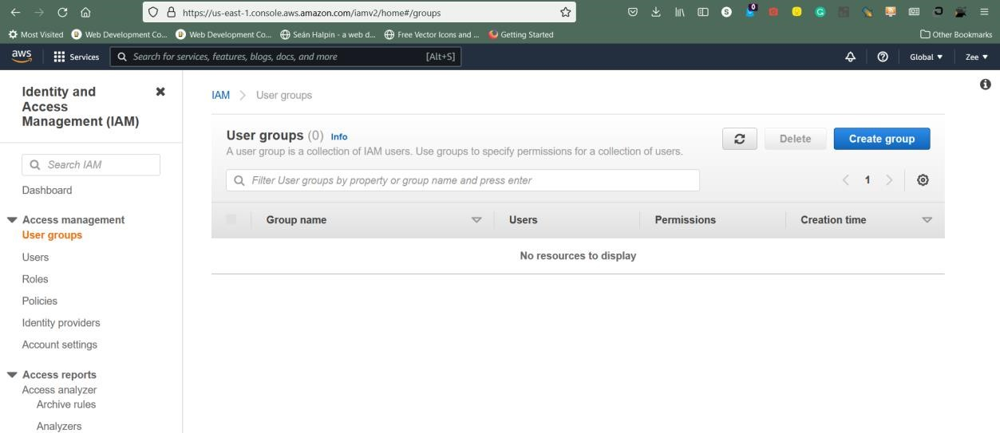 https://us-east-1.console.aws.amazon.com/iamv2/home#/groups
Most Visited Web Development Co... Web Development Co... Seán Halpin - a web d... Free Vector Icons and ... Getting Started Other Bookmarks
aws Services Search for services, features, blogs, docs, and more [Alt+S] Global Zee
Identity and
Access
Management (IAM)
Search IAM
Dashboard
Access management
User groups
Users
Roles
Policies
Identity providers
Account settings
Access reports
Access analyzer
Archive rules
Analyzers
IAM > User groups
User groups (0) Info
A user group is a collection of IAM users. Use groups to specify permissions for a collection of users.
Delete Create group
Filter User groups by property or group name and press enter
1
Group name Users Permissions Creation time
No resources to display